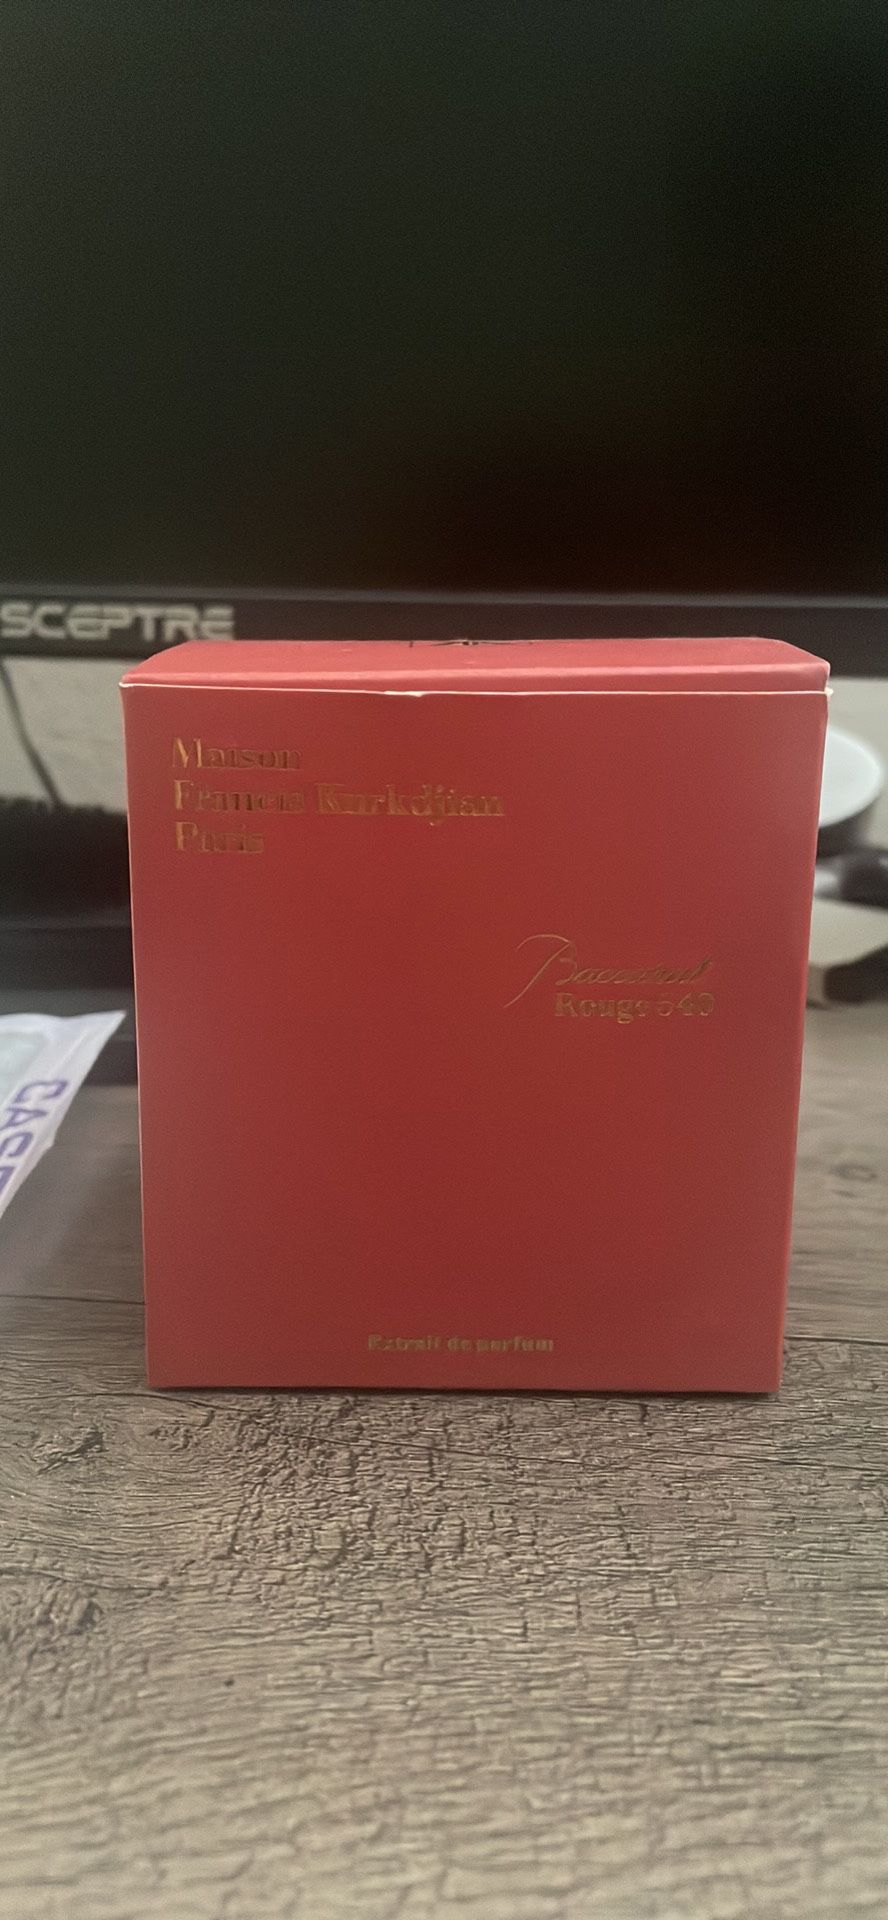 SCEPTRE
Maison
Francis Kurkdjian
Paris
Baccarat
Rouge 540
Extrait de parfum